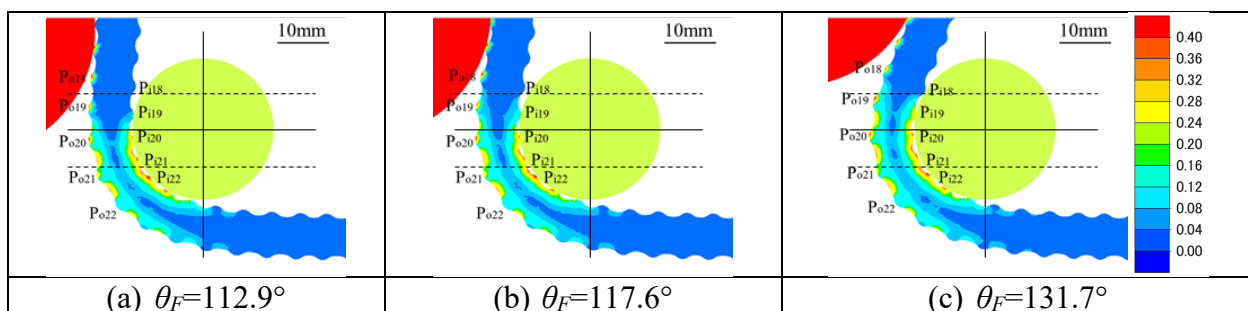 10mm
Po18
Pi18
Po19
Pi19
Po20
Pi20
Po21
Pi21
Pi22
Po22
10mm
Po18
Pi18
Po19
Pi19
Po20
Pi20
Po21
Pi21
Pi22
Po22
10mm
Po18
Pi18
Po19
Pi19
Po20
Pi20
Po21
Pi21
Pi22
Po22
0.40
0.36
0.32
0.28
0.24
0.20
0.16
0.12
0.08
0.04
0.00
(a) θF=112.9°
(b) θF=117.6°
(c) θF=131.7°